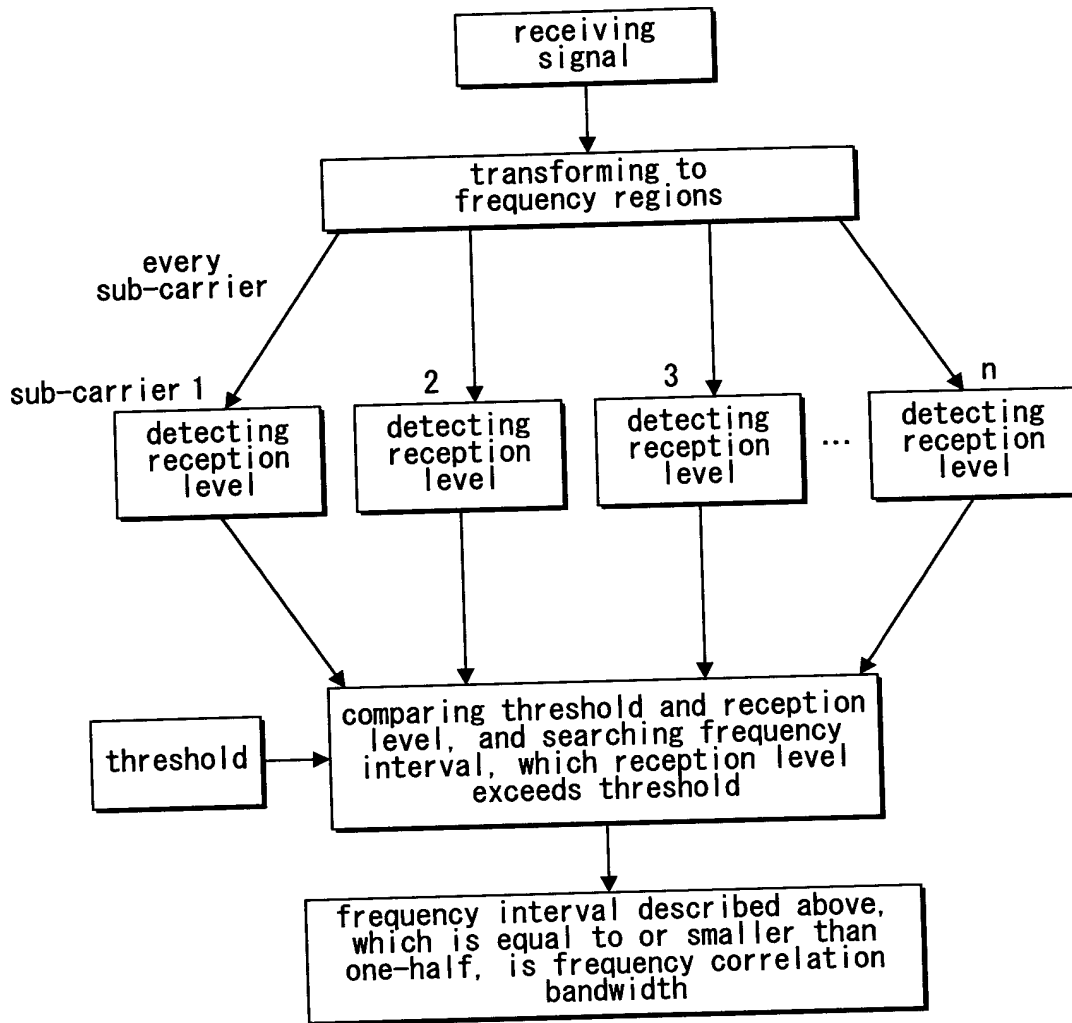 receiving
signal
transforming to
frequency regions
every
sub-carrier
sub-carrier 1
2
3
n
detecting
reception
level
detecting
reception
level
detecting
reception
level
...
detecting
reception
level
threshold
comparing threshold and reception
level, and searching frequency
interval, which reception level
exceeds threshold
frequency interval described above,
which is equal to or smaller than
one-half, is frequency correlation
bandwidth